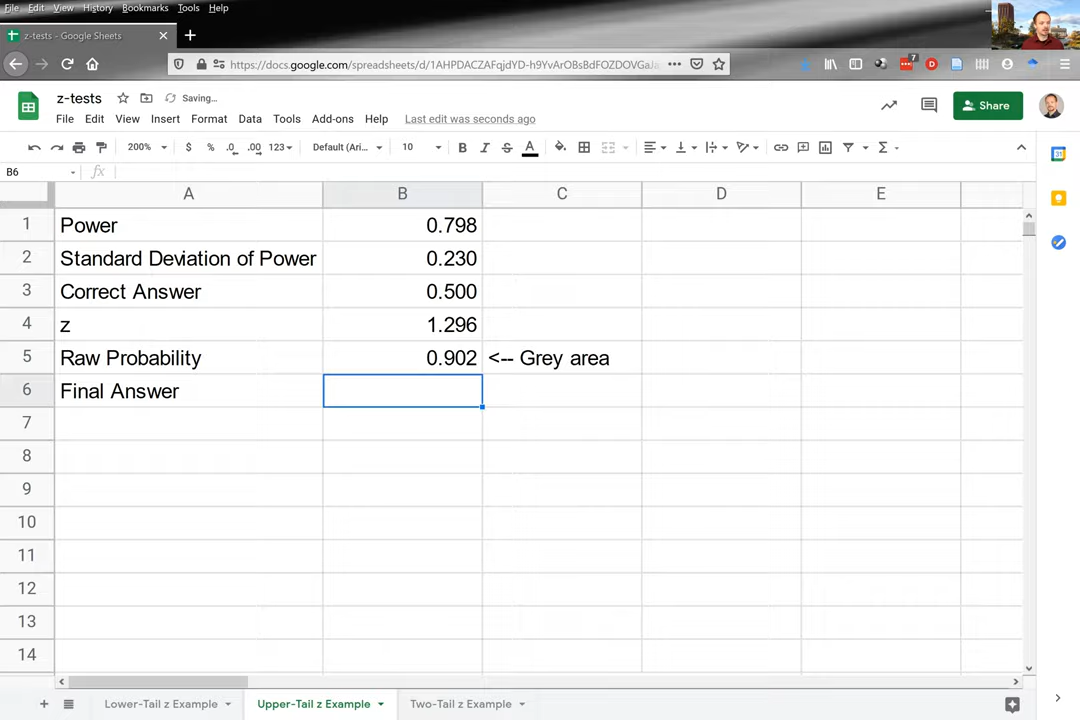 File Edit View History Bookmarks Tools Help
z-tests - Google Sheets
https://docs.google.com/spreadsheets/d/1AHPDACZAFqjdYD-h9YvArOBsBdFOZDOVGaJa
7
z-tests Saving...
File Edit View Insert Format Data Tools Add-ons Help Last edit was seconds ago
Share
200% $ % .0 .00 123 Default (Ari... 10 B I S A
B6 fx
A B C D E
1 Power 0.798
2 Standard Deviation of Power 0.230
3 Correct Answer 0.500
4 z 1.296
5 Raw Probability 0.902 <-- Grey area
6 Final Answer
7
8
9
10
11
12
13
14
Lower-Tail z Example Upper-Tail z Example Two-Tail z Example